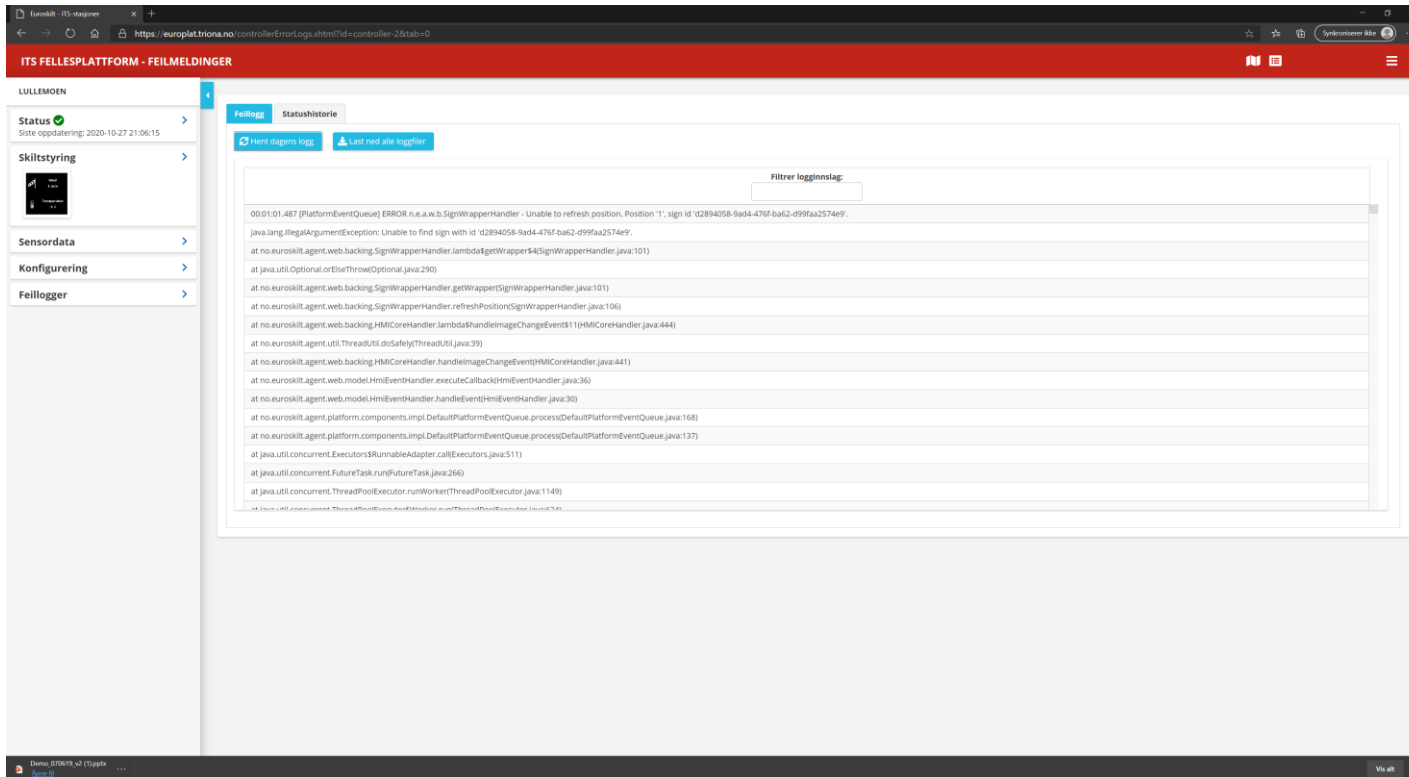 Euroskilt - ITS-stasjoner
https://europlat.triona.no/controllerErrorLogs.xhtml?id=controller-2&tab=0
Synkroniserer ikke
ITS FELLESPLATTFORM - FEILMELDINGER
LULLEMOEN
Status
Siste oppdatering: 2020-10-27 21:06:15
Skiltstyring
Sensordata
Konfigurering
Feillogger
Feillogg
Statushistorie
Hent dagens logg
Last ned alle loggfiler
Filtrer logginnslag:
00:01:01.487 [PlatformEventQueue] ERROR n.e.a.w.b.SignWrapperHandler - Unable to refresh position. Position '1', sign id 'd2894058-9ad4-476f-ba62-d99faa2574e9'.
java.lang.IllegalArgumentException: Unable to find sign with id 'd2894058-9ad4-476f-ba62-d99faa2574e9'.
at no.euroskilt.agent.web.backing.SignWrapperHandler.lambda$getWrapper$4(SignWrapperHandler.java:101)
at java.util.Optional.orElseThrow(Optional.java:290)
at no.euroskilt.agent.web.backing.SignWrapperHandler.getWrapper(SignWrapperHandler.java:101)
at no.euroskilt.agent.web.backing.SignWrapperHandler.refreshPosition(SignWrapperHandler.java:106)
at no.euroskilt.agent.web.backing.HMICoreHandler.lambda$handleImageChangeEvent$11(HMICoreHandler.java:444)
at no.euroskilt.agent.util.ThreadUtil.doSafely(ThreadUtil.java:39)
at no.euroskilt.agent.web.backing.HMICoreHandler.handleImageChangeEvent(HMICoreHandler.java:441)
at no.euroskilt.agent.web.model.HmiEventHandler.executeCallback(HmiEventHandler.java:36)
at no.euroskilt.agent.web.model.HmiEventHandler.handleEvent(HmiEventHandler.java:30)
at no.euroskilt.agent.platform.components.impl.DefaultPlatformEventQueue.process(DefaultPlatformEventQueue.java:168)
at no.euroskilt.agent.platform.components.impl.DefaultPlatformEventQueue.process(DefaultPlatformEventQueue.java:137)
at java.util.concurrent.Executors$RunnableAdapter.call(Executors.java:511)
at java.util.concurrent.FutureTask.run(FutureTask.java:266)
at java.util.concurrent.ThreadPoolExecutor.runWorker(ThreadPoolExecutor.java:1149)
at java.util.concurrent.ThreadPoolExecutor$Worker.run(ThreadPoolExecutor.java:624)
Demo_070619_v2 (1).pptx
Åpne fil
Vis alt